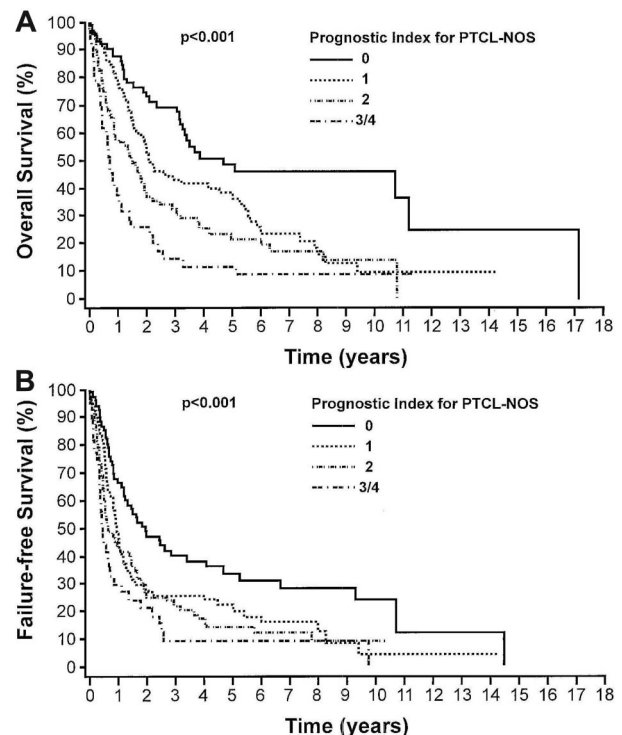 A
p<0.001
Prognostic Index for PTCL-NOS
0
1
2
3/4
Overall Survival (%)
100
90
80
70
60
50
40
30
20
10
0
0 1 2 3 4 5 6 7 8 9 10 11 12 13 14 15 16 17 18
Time (years)
B
p<0.001
Prognostic Index for PTCL-NOS
0
1
2
3/4
Failure-free Survival (%)
100
90
80
70
60
50
40
30
20
10
0
0 1 2 3 4 5 6 7 8 9 10 11 12 13 14 15 16 17 18
Time (years)